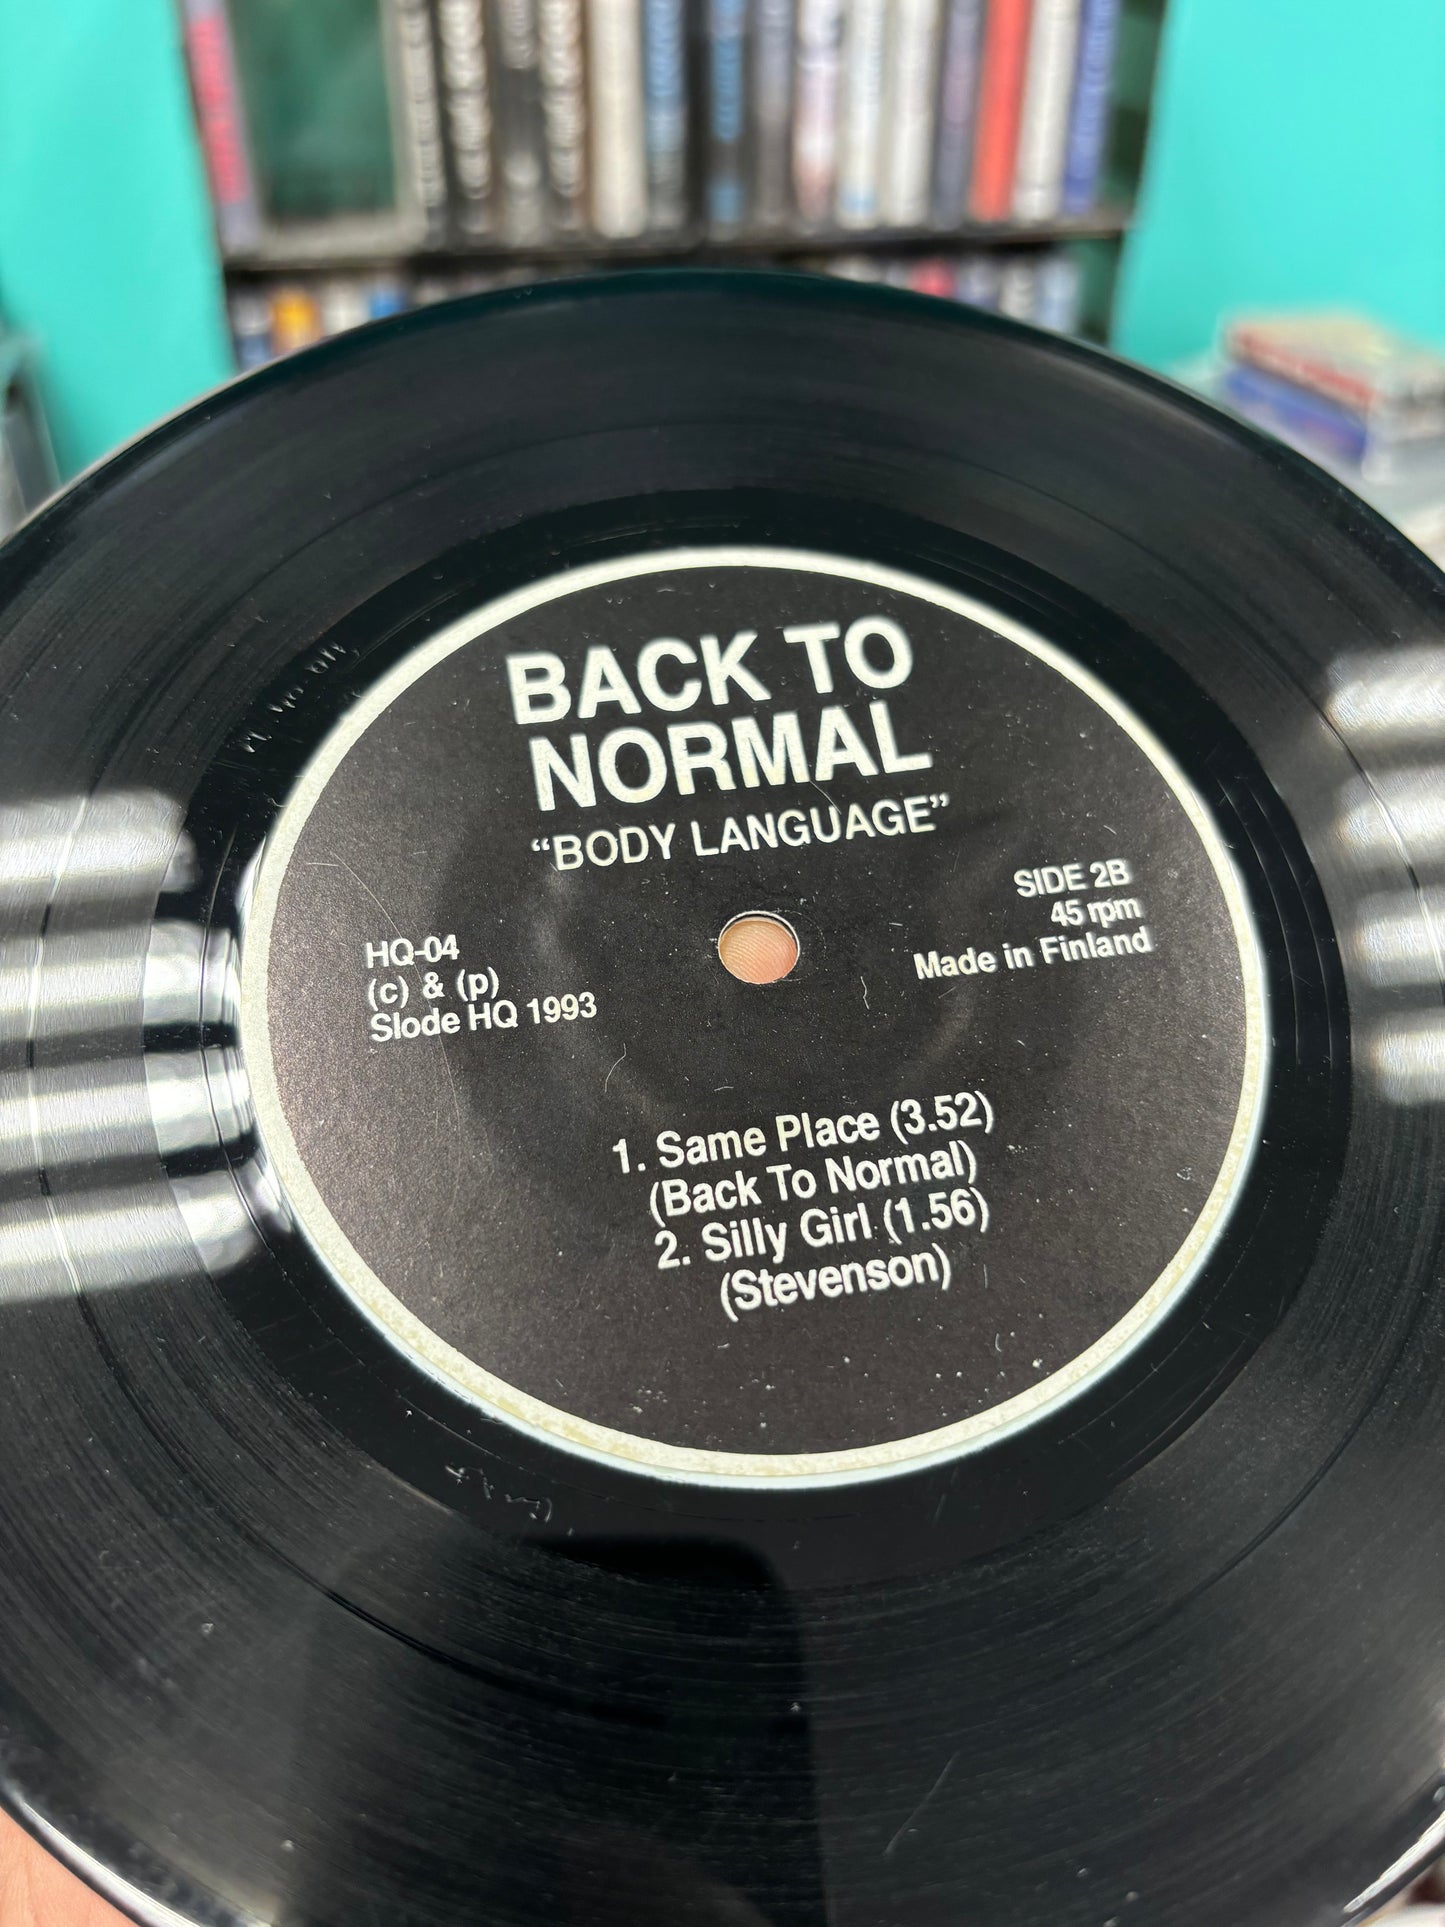 BACK TO
NORMAL
“BODY LANGUAGE”
SIDE 2B
45 rpm
Made in Finland
HQ-04
(c) & (p)
Slode HQ 1993
1. Same Place (3.52)
(Back To Normal)
2. Silly Girl (1.56)
(Stevenson)